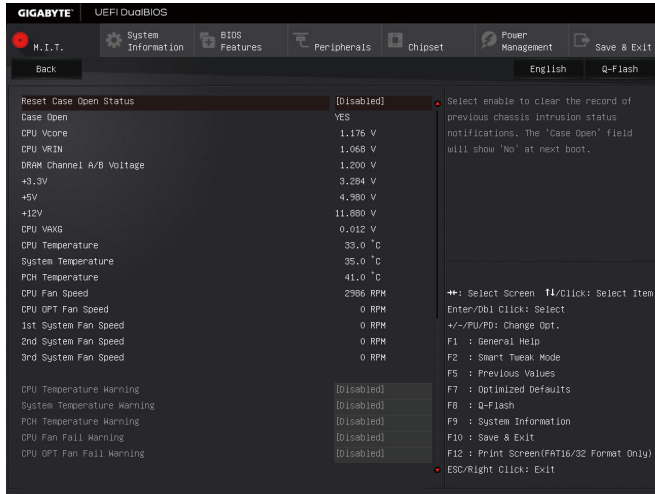 GIGABYTE™ UEFI DualBIOS
M.I.T.
System Information
BIOS Features
Peripherals
Chipset
Power Management
Save & Exit
Back
English
Q-Flash
Reset Case Open Status [Disabled]
Case Open YES
CPU Vcore 1.176 V
CPU VRIN 1.068 V
DRAM Channel A/B Voltage 1.200 V
+3.3V 3.284 V
+5V 4.980 V
+12V 11.880 V
CPU VAXG 0.012 V
CPU Temperature 33.0 °C
System Temperature 35.0 °C
PCH Temperature 41.0 °C
CPU Fan Speed 2986 RPM
CPU OPT Fan Speed 0 RPM
1st System Fan Speed 0 RPM
2nd System Fan Speed 0 RPM
3rd System Fan Speed 0 RPM
CPU Temperature Warning [Disabled]
System Temperature Warning [Disabled]
PCH Temperature Warning [Disabled]
CPU Fan Fail Warning [Disabled]
CPU OPT Fan Fail Warning [Disabled]
Select enable to clear the record of
previous chassis intrusion status
notifications. The 'Case Open' field
will show 'No' at next boot.
→←: Select Screen ↑↓/Click: Select Item
Enter/Dbl Click: Select
+/-/PU/PD: Change Opt.
F1 : General Help
F2 : Smart Tweak Mode
F5 : Previous Values
F7 : Optimized Defaults
F8 : Q-Flash
F9 : System Information
F10 : Save & Exit
F12 : Print Screen(FAT16/32 Format Only)
ESC/Right Click: Exit